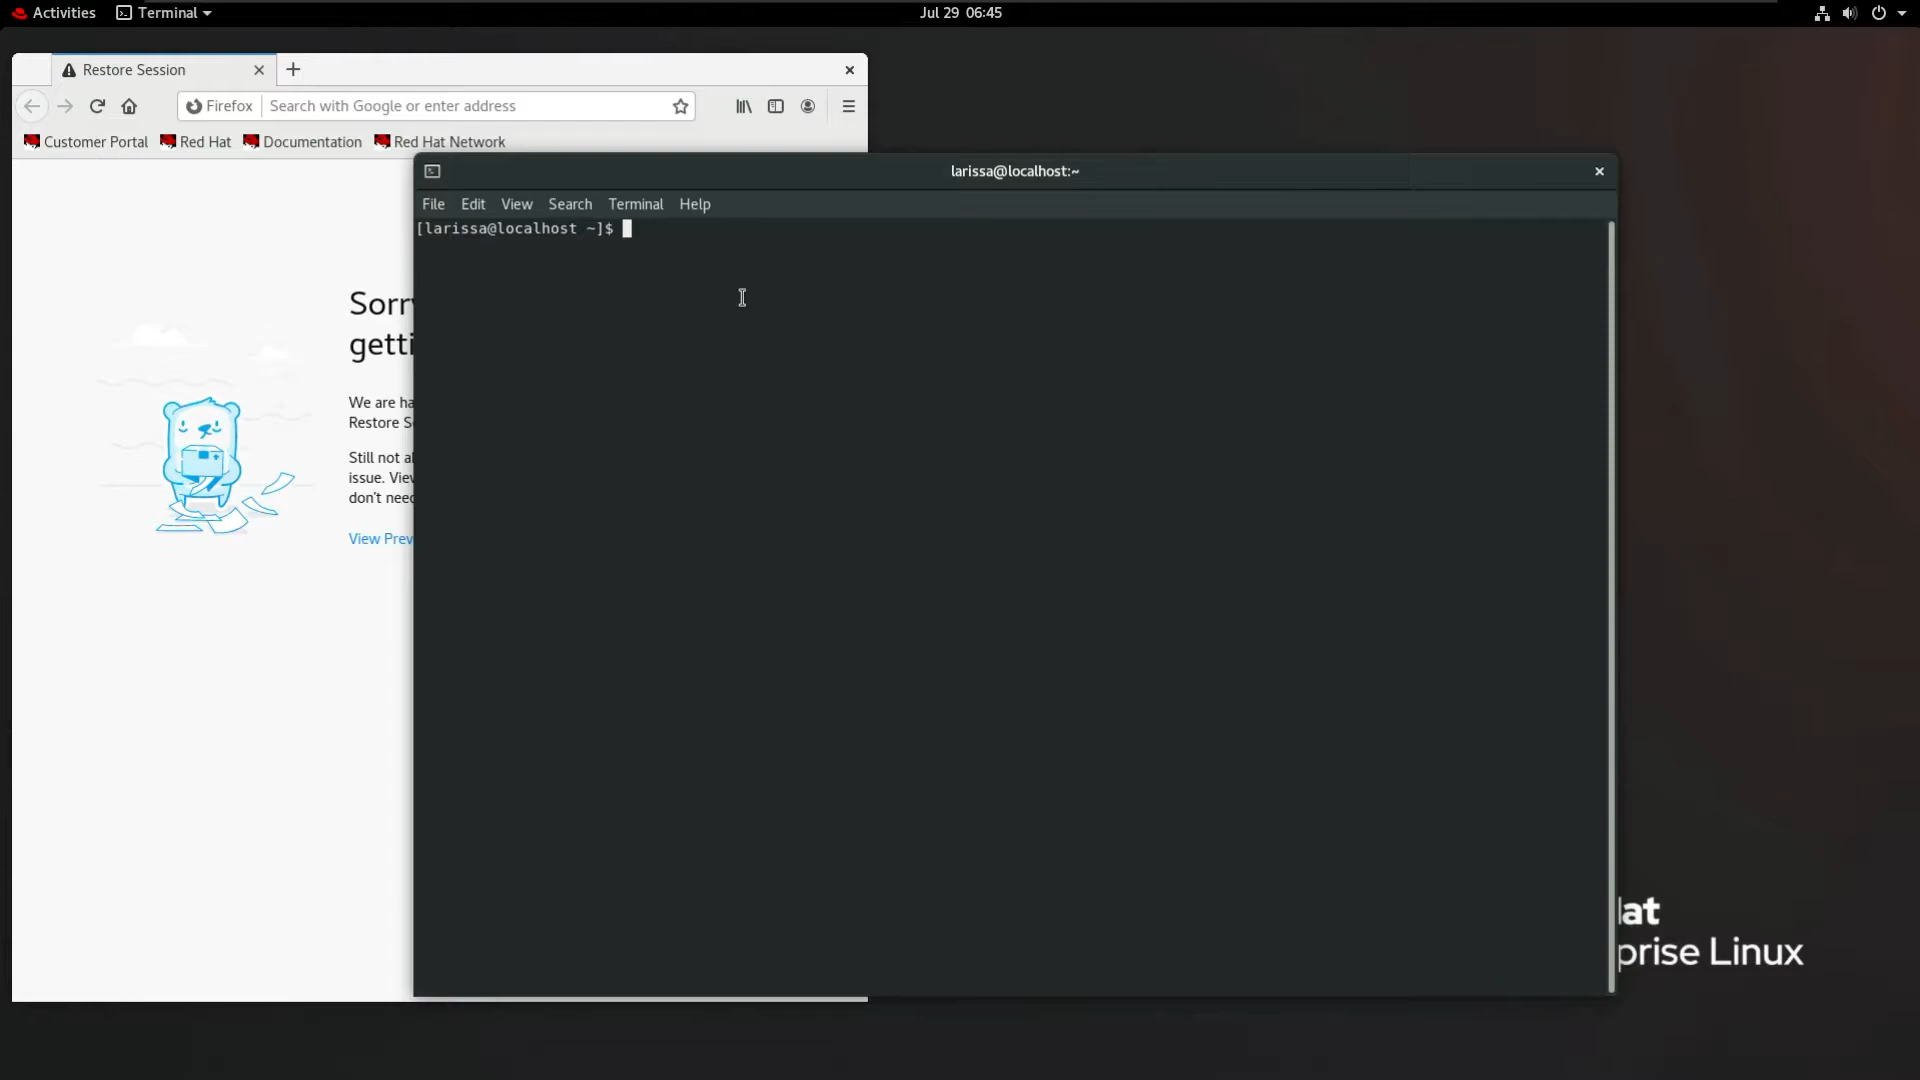 Activities
Terminal
Jul 29 06:45
Restore Session
Firefox
Search with Google or enter address
Customer Portal
Red Hat
Documentation
Red Hat Network
larissa@localhost:~
File Edit View Search Terminal Help
[larissa@localhost ~]$
Sorr
getti
We are ha
Restore S
Still not a
issue. Vie
don't need
View Prev
at
prise Linux